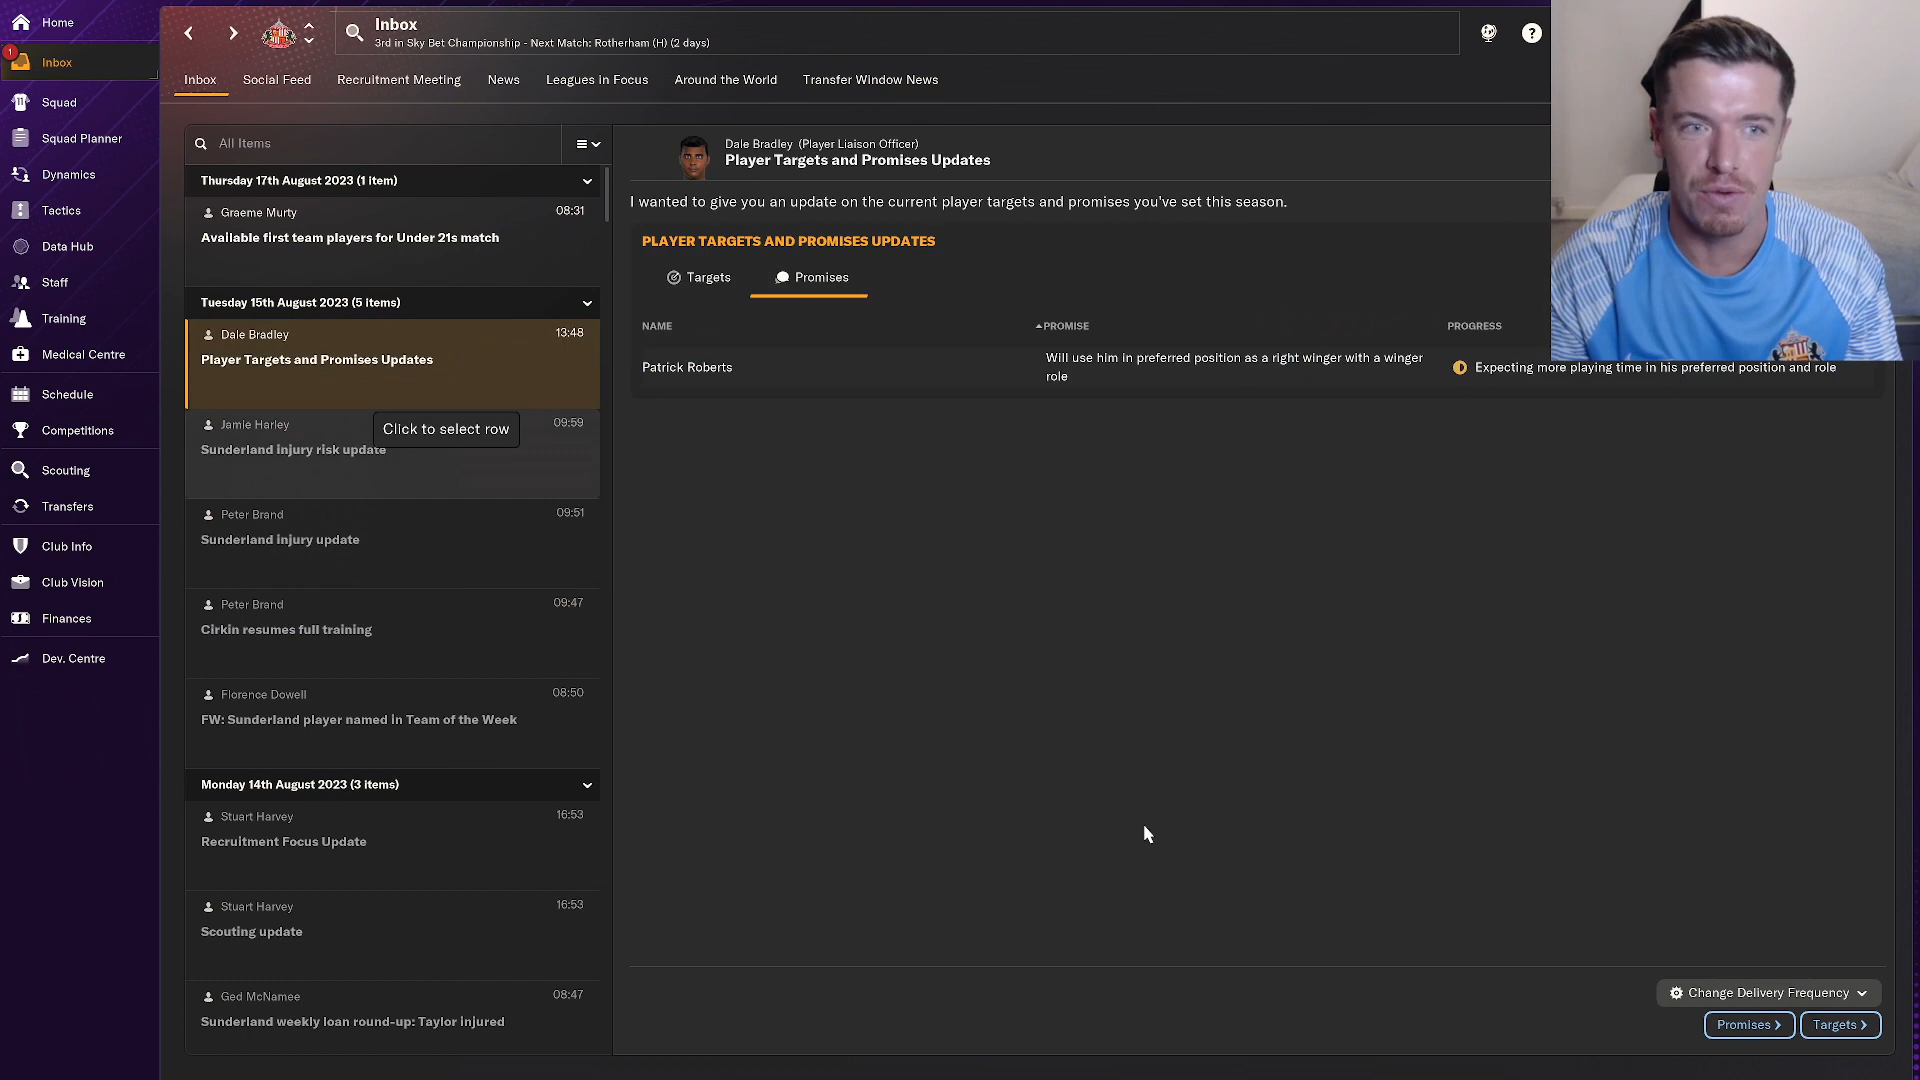 Home
1
Inbox
Squad
Squad Planner
Dynamics
Tactics
Data Hub
Staff
Training
Medical Centre
Schedule
Competitions
Scouting
Transfers
Club Info
Club Vision
Finances
Dev. Centre
Inbox
3rd in Sky Bet Championship - Next Match: Rotherham (H) (2 days)
?
Inbox Social Feed Recruitment Meeting News Leagues in Focus Around the World Transfer Window News
All Items
Thursday 17th August 2023 (1 item)
Graeme Murty 08:31
Available first team players for Under 21s match
Tuesday 15th August 2023 (5 items)
Dale Bradley 13:48
Player Targets and Promises Updates
Jamie Harley 09:59
Click to select row
Sunderland injury risk update
Peter Brand 09:51
Sunderland injury update
Peter Brand 09:47
Cirkin resumes full training
Florence Dowell 08:50
FW: Sunderland player named in Team of the Week
Monday 14th August 2023 (3 items)
Stuart Harvey 16:53
Recruitment Focus Update
Stuart Harvey 16:53
Scouting update
Ged McNamee 08:47
Sunderland weekly loan round-up: Taylor injured
Dale Bradley (Player Liaison Officer)
Player Targets and Promises Updates
I wanted to give you an update on the current player targets and promises you've set this season.
PLAYER TARGETS AND PROMISES UPDATES
Targets Promises
NAME PROMISE PROGRESS
Patrick Roberts Will use him in preferred position as a right winger with a winger
role
Expecting more playing time in his preferred position and role
Change Delivery Frequency
Promises Targets